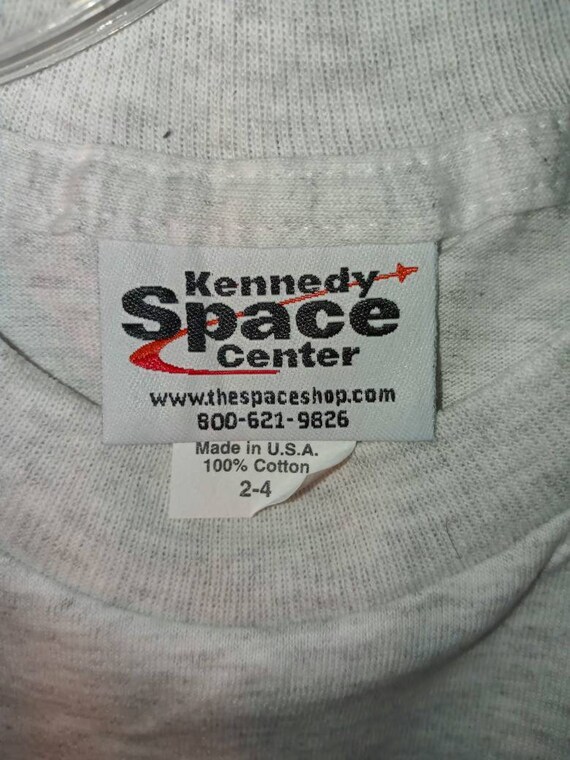 Kennedy
Space
Center
www.thespaceshop.com
800-621-9826
Made in U.S.A.
100% Cotton
2-4